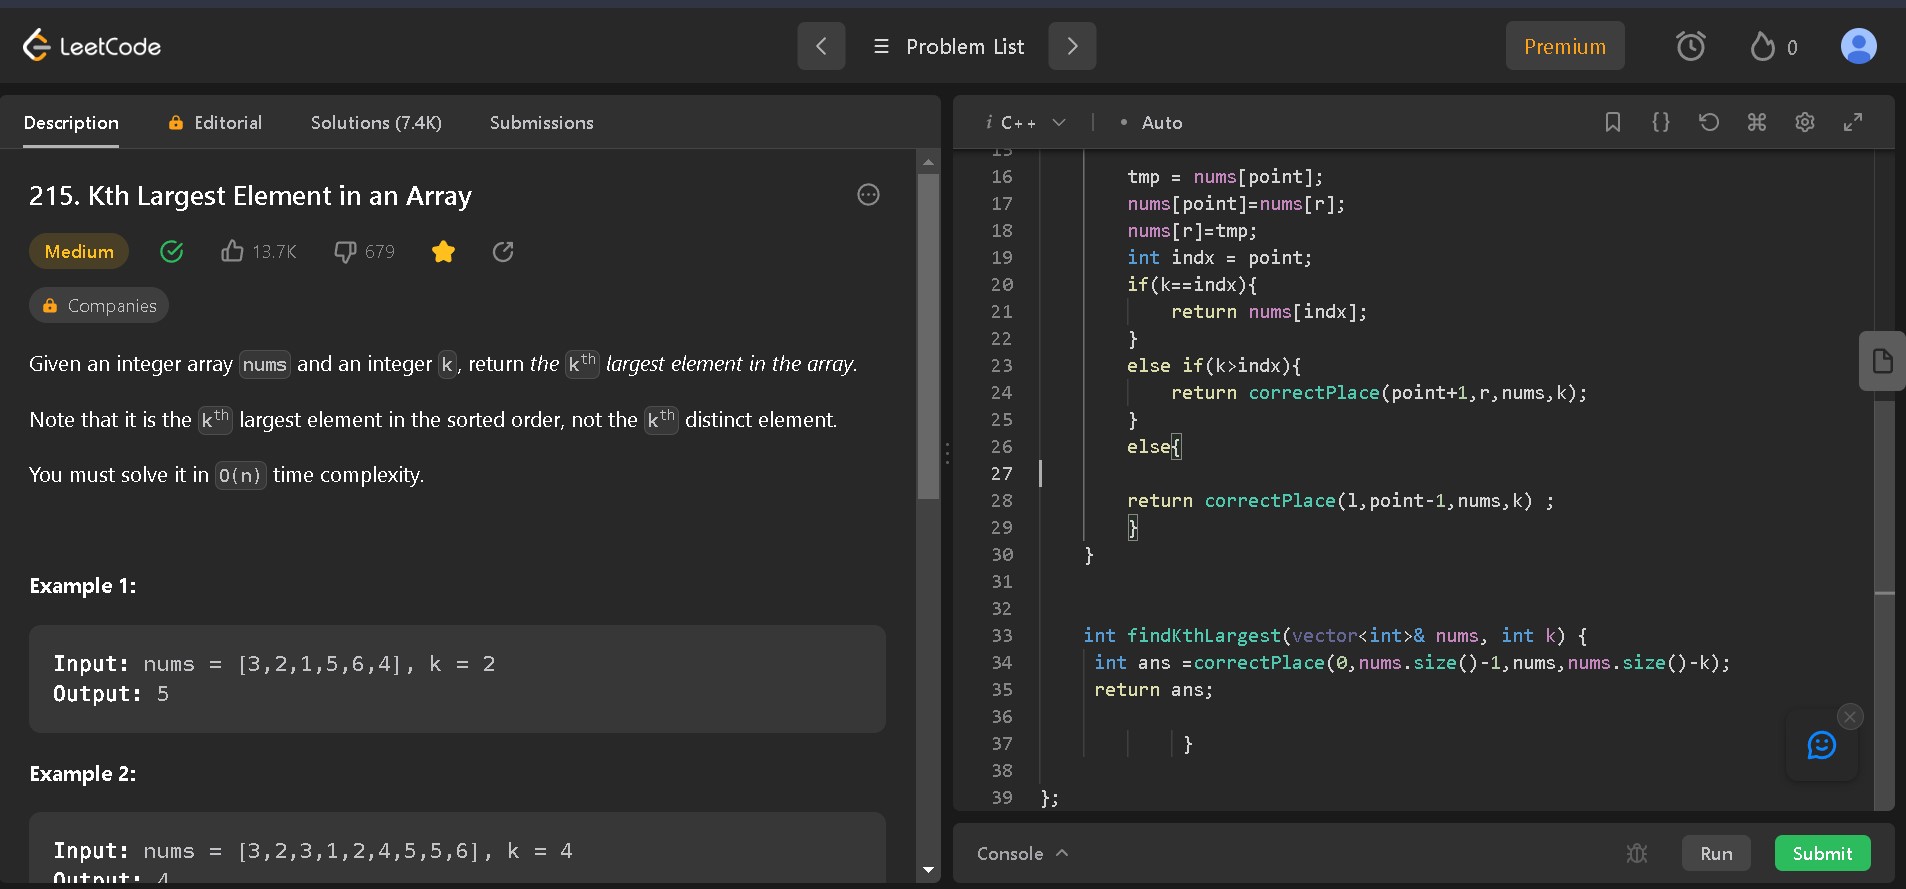 LeetCode
Problem List
Premium
0
Description
Editorial
Solutions (7.4K)
Submissions
215. Kth Largest Element in an Array
Medium
13.7K
679
Companies
Given an integer array nums and an integer k, return the kth largest element in the array.
Note that it is the kth largest element in the sorted order, not the kth distinct element.
You must solve it in O(n) time complexity.
Example 1:
Input: nums = [3,2,1,5,6,4], k = 2
Output: 5
Example 2:
Input: nums = [3,2,3,1,2,4,5,5,6], k = 4
Output: 4
i C++
• Auto
15
16 tmp = nums[point];
17 nums[point]=nums[r];
18 nums[r]=tmp;
19 int indx = point;
20 if(k==indx){
21 return nums[indx];
22 }
23 else if(k>indx){
24 return correctPlace(point+1,r,nums,k);
25 }
26 else{
27
28 return correctPlace(l,point-1,nums,k) ;
29 }
30 }
31
32
33 int findKthLargest(vector<int>& nums, int k) {
34 int ans =correctPlace(0,nums.size()-1,nums,nums.size()-k);
35 return ans;
36
37 }
38
39 };
Console
Run
Submit